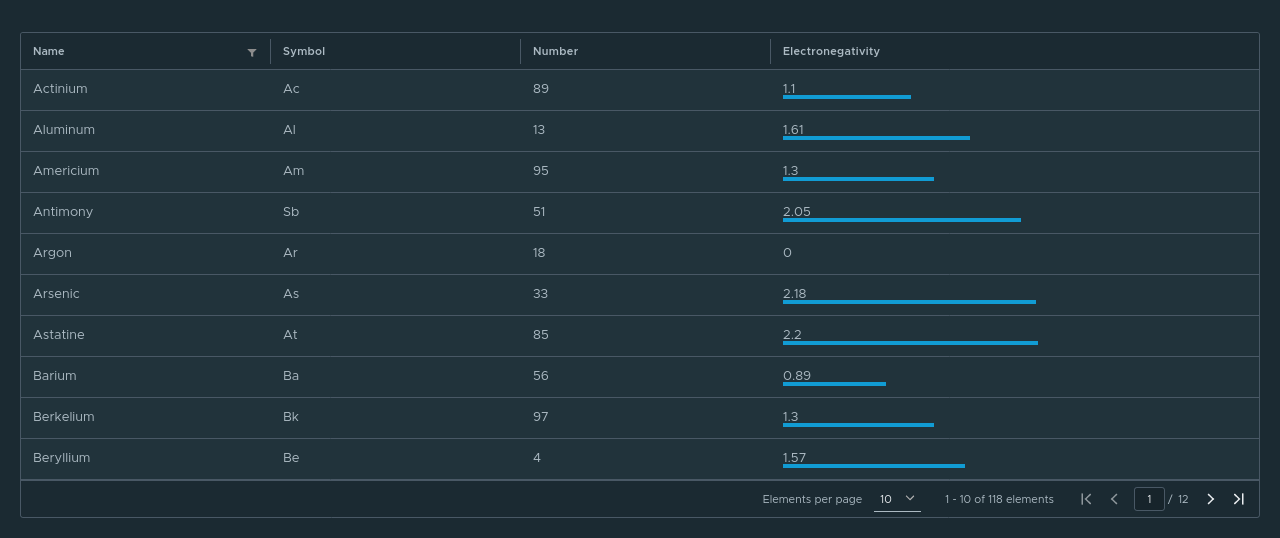 Name Symbol Number Electronegativity
Actinium Ac 89 1.1
Aluminum Al 13 1.61
Americium Am 95 1.3
Antimony Sb 51 2.05
Argon Ar 18 0
Arsenic As 33 2.18
Astatine At 85 2.2
Barium Ba 56 0.89
Berkelium Bk 97 1.3
Beryllium Be 4 1.57
Elements per page 10 1 - 10 of 118 elements 1 / 12